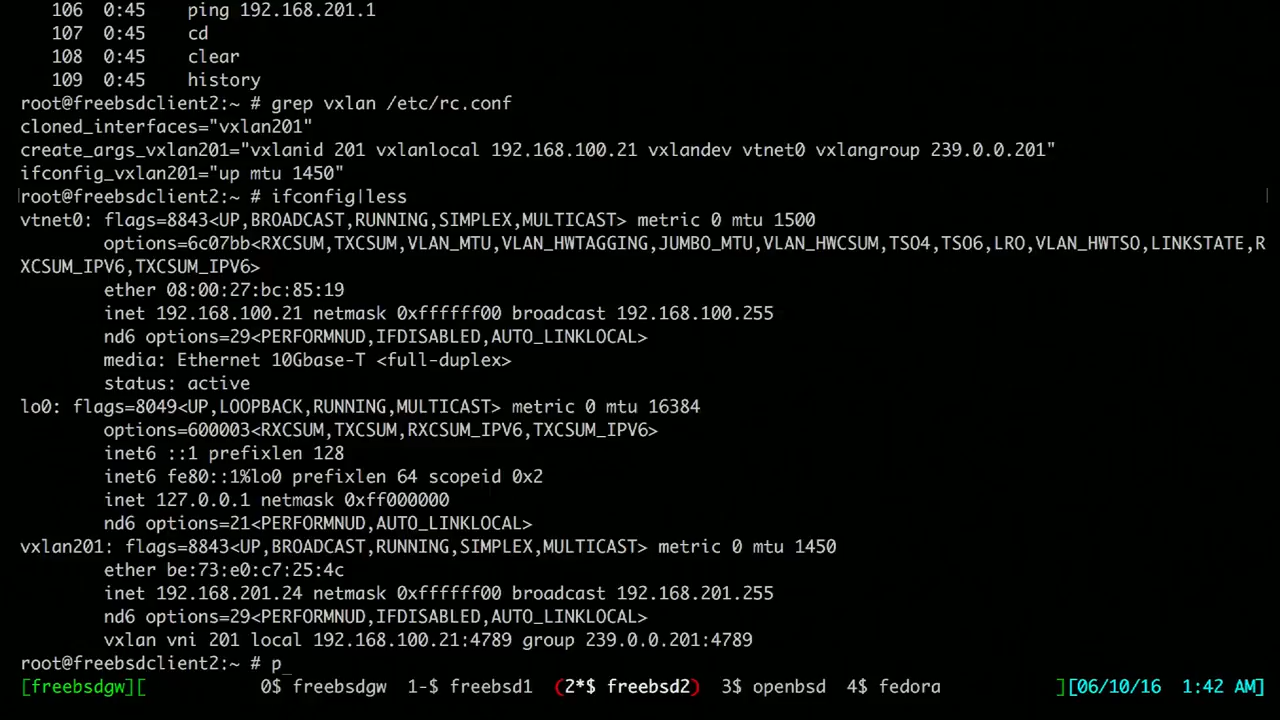 106  0:45    ping 192.168.201.1
107  0:45    cd
108  0:45    clear
109  0:45    history
root@freebsdclient2:~ # grep vxlan /etc/rc.conf
cloned_interfaces="vxlan201"
create_args_vxlan201="vxlanid 201 vxlanlocal 192.168.100.21 vxlandev vtnet0 vxlangroup 239.0.0.201"
ifconfig_vxlan201="up mtu 1450"
root@freebsdclient2:~ # ifconfig|less
vtnet0: flags=8843<UP,BROADCAST,RUNNING,SIMPLEX,MULTICAST> metric 0 mtu 1500
options=6c07bb<RXCSUM,TXCSUM,VLAN_MTU,VLAN_HWTAGGING,JUMBO_MTU,VLAN_HWCSUM,TSO4,TSO6,LRO,VLAN_HWTSO,LINKSTATE,R
XCSUM_IPV6,TXCSUM_IPV6>
ether 08:00:27:bc:85:19
inet 192.168.100.21 netmask 0xffffff00 broadcast 192.168.100.255
nd6 options=29<PERFORMNUD,IFDISABLED,AUTO_LINKLOCAL>
media: Ethernet 10Gbase-T <full-duplex>
status: active
lo0: flags=8049<UP,LOOPBACK,RUNNING,MULTICAST> metric 0 mtu 16384
options=600003<RXCSUM,TXCSUM,RXCSUM_IPV6,TXCSUM_IPV6>
inet6 ::1 prefixlen 128
inet6 fe80::1%lo0 prefixlen 64 scopeid 0x2
inet 127.0.0.1 netmask 0xff000000
nd6 options=21<PERFORMNUD,AUTO_LINKLOCAL>
vxlan201: flags=8843<UP,BROADCAST,RUNNING,SIMPLEX,MULTICAST> metric 0 mtu 1450
ether be:73:e0:c7:25:4c
inet 192.168.201.24 netmask 0xffffff00 broadcast 192.168.201.255
nd6 options=29<PERFORMNUD,IFDISABLED,AUTO_LINKLOCAL>
vxlan vni 201 local 192.168.100.21:4789 group 239.0.0.201:4789
root@freebsdclient2:~ # p_
[freebsdgw][ 0$ freebsdgw 1-$ freebsd1 (2*$ freebsd2) 3$ openbsd 4$ fedora ][06/10/16 1:42 AM]